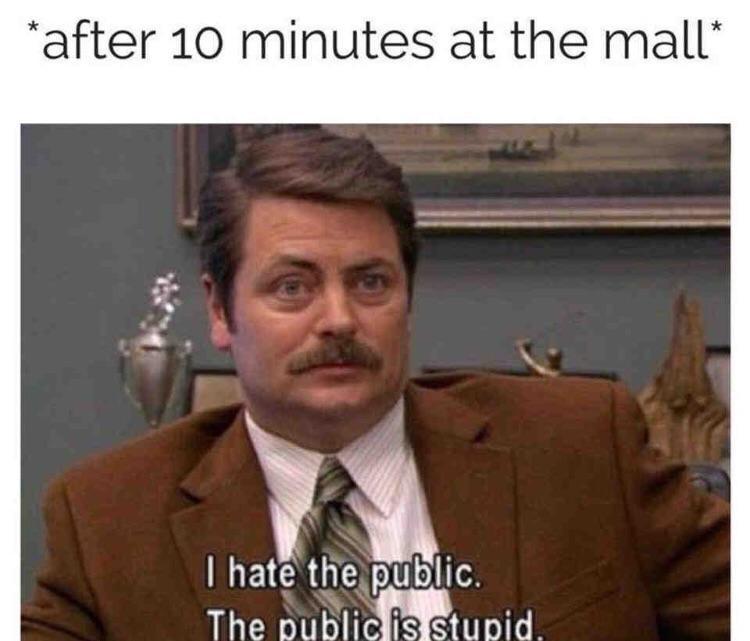 *after 10 minutes at the mall*
I hate the public.
The public is stupid.